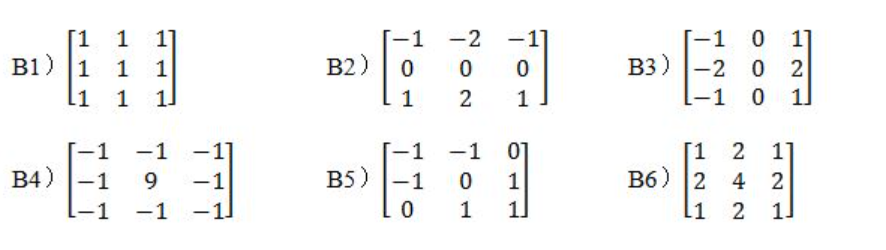 B1) [1 1 1] B2) [−1 −2 −1] B3) [−1 0 1]
[1 1 1] [0 0 0] [−2 0 2]
[1 1 1] [1 2 1] [−1 0 1]
B4) [−1 −1 −1] B5) [−1 −1 0] B6) [1 2 1]
[−1 9 −1] [−1 0 1] [2 4 2]
[−1 −1 −1] [0 1 1] [1 2 1]